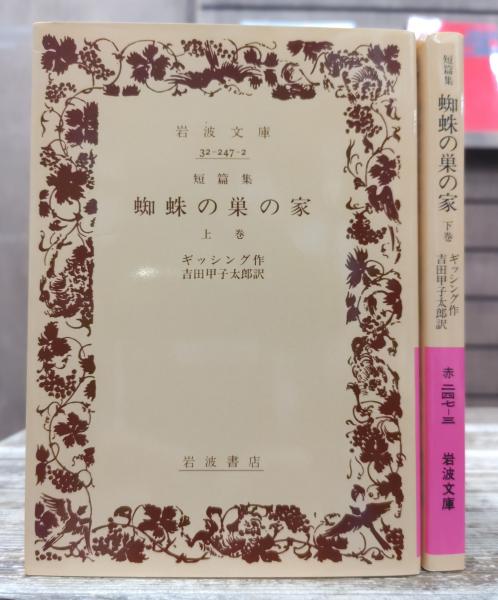 岩波文庫
32-247-2
短篇集
蜘蛛の巣の家
上巻
ギッシング作
吉田甲子太郎訳
岩波書店
短篇集
蜘蛛の巣の家
下巻
ギッシング作
吉田甲子太郎訳
赤二四七-三
岩波文庫